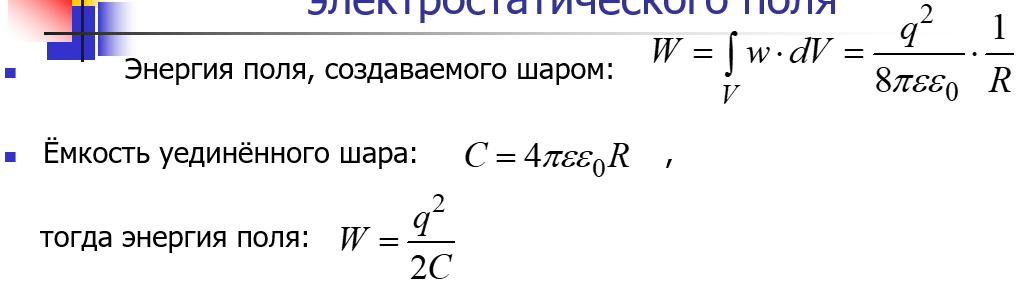 электростатического поля
Энергия поля, создаваемого шаром: W = ∫_V w · dV = q²/(8πεε₀) · 1/R
Ёмкость уединённого шара: C = 4πεε₀R ,
тогда энергия поля: W = q²/(2C)